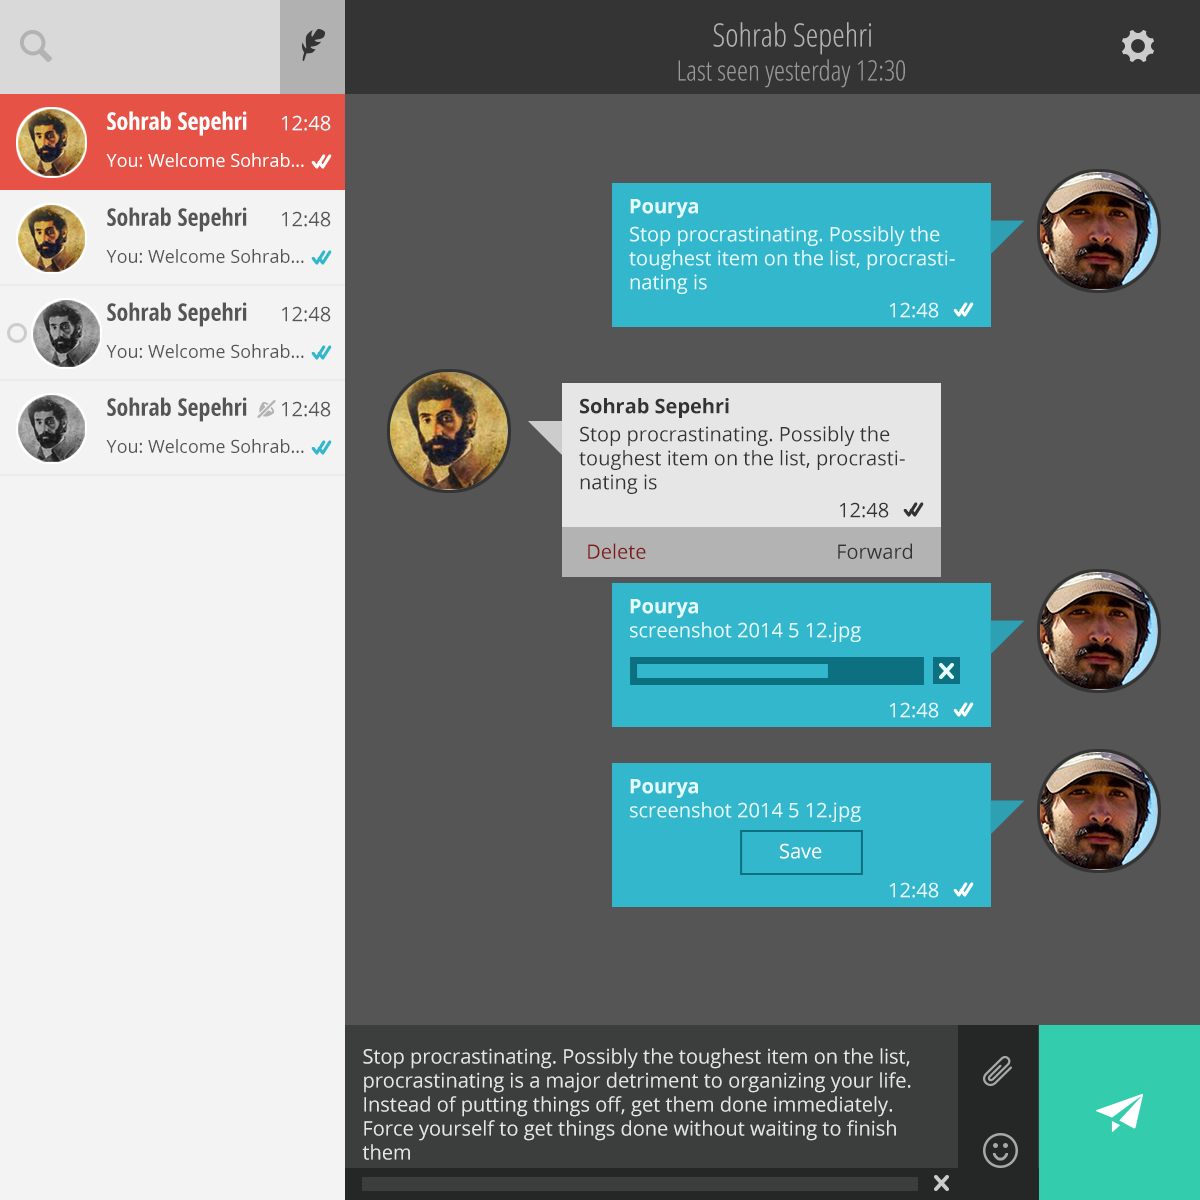 Sohrab Sepehri 12:48
You: Welcome Sohrab...
Sohrab Sepehri 12:48
You: Welcome Sohrab...
Sohrab Sepehri 12:48
You: Welcome Sohrab...
Sohrab Sepehri 12:48
You: Welcome Sohrab...
Sohrab Sepehri
Last seen yesterday 12:30
Pourya
Stop procrastinating. Possibly the
toughest item on the list, procrasti-
nating is
12:48
Sohrab Sepehri
Stop procrastinating. Possibly the
toughest item on the list, procrasti-
nating is
12:48
Delete Forward
Pourya
screenshot 2014 5 12.jpg
12:48
Pourya
screenshot 2014 5 12.jpg
Save
12:48
Stop procrastinating. Possibly the toughest item on the list,
procrastinating is a major detriment to organizing your life.
Instead of putting things off, get them done immediately.
Force yourself to get things done without waiting to finish
them